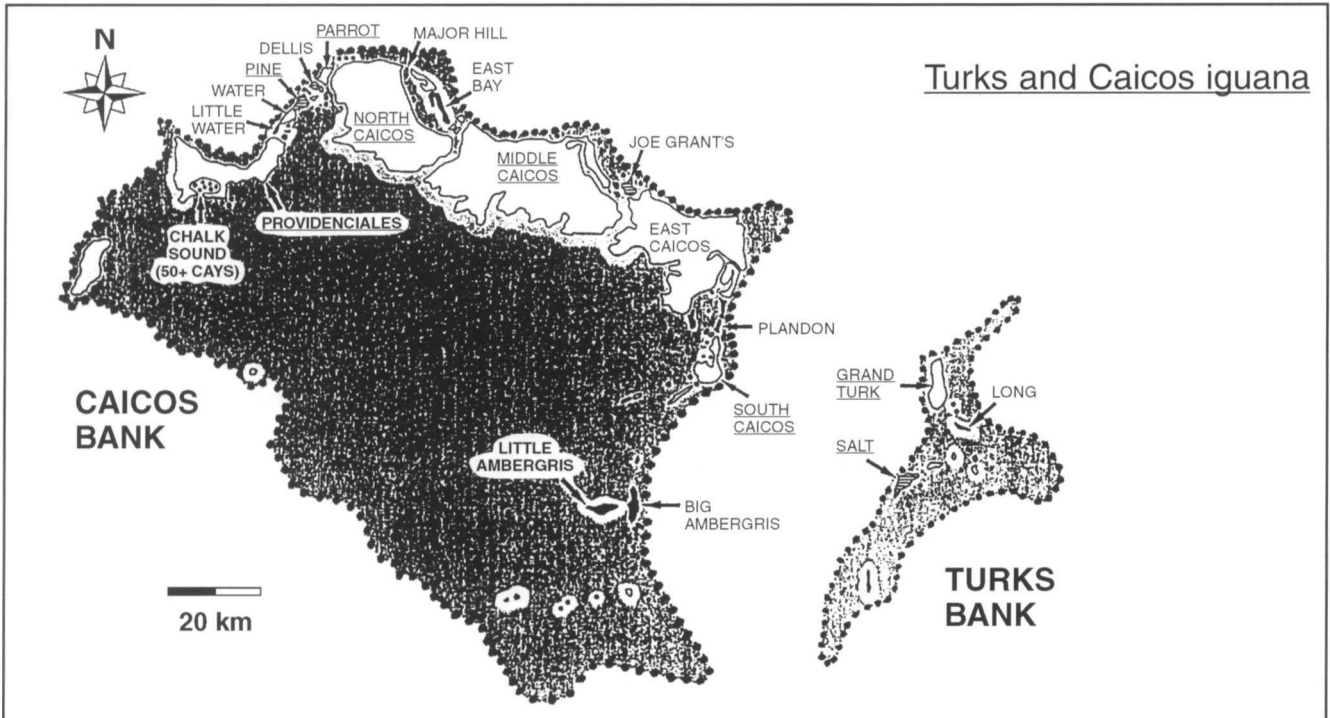 Turks and Caicos iguana
N
PARROT
DELLIS
PINE
WATER
LITTLE
WATER
MAJOR HILL
EAST
BAY
NORTH
CAICOS
MIDDLE
CAICOS
JOE GRANT'S
EAST
CAICOS
PROVIDENCIALES
CHALK
SOUND
(50+ CAYS)
PLANDON
SOUTH
CAICOS
CAICOS
BANK
LITTLE
AMBERGRIS
BIG
AMBERGRIS
GRAND
TURK
LONG
SALT
TURKS
BANK
20 km